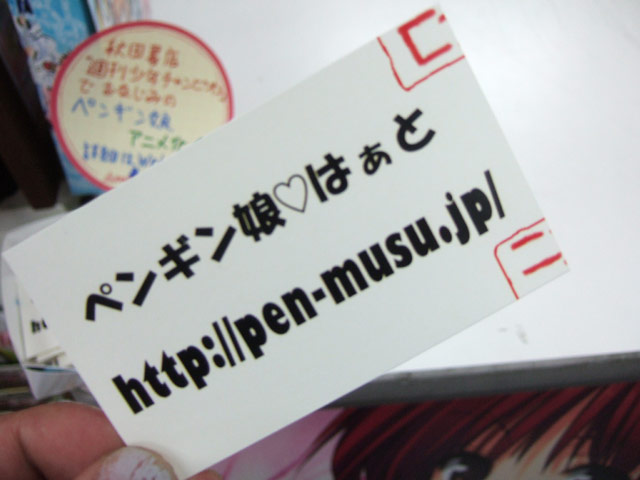 秋田書店
週刊少年チャンピオン
でおなじみの
ペンギン娘
アニメ化
ペンギン娘♡はぁと
http://pen-musu.jp/